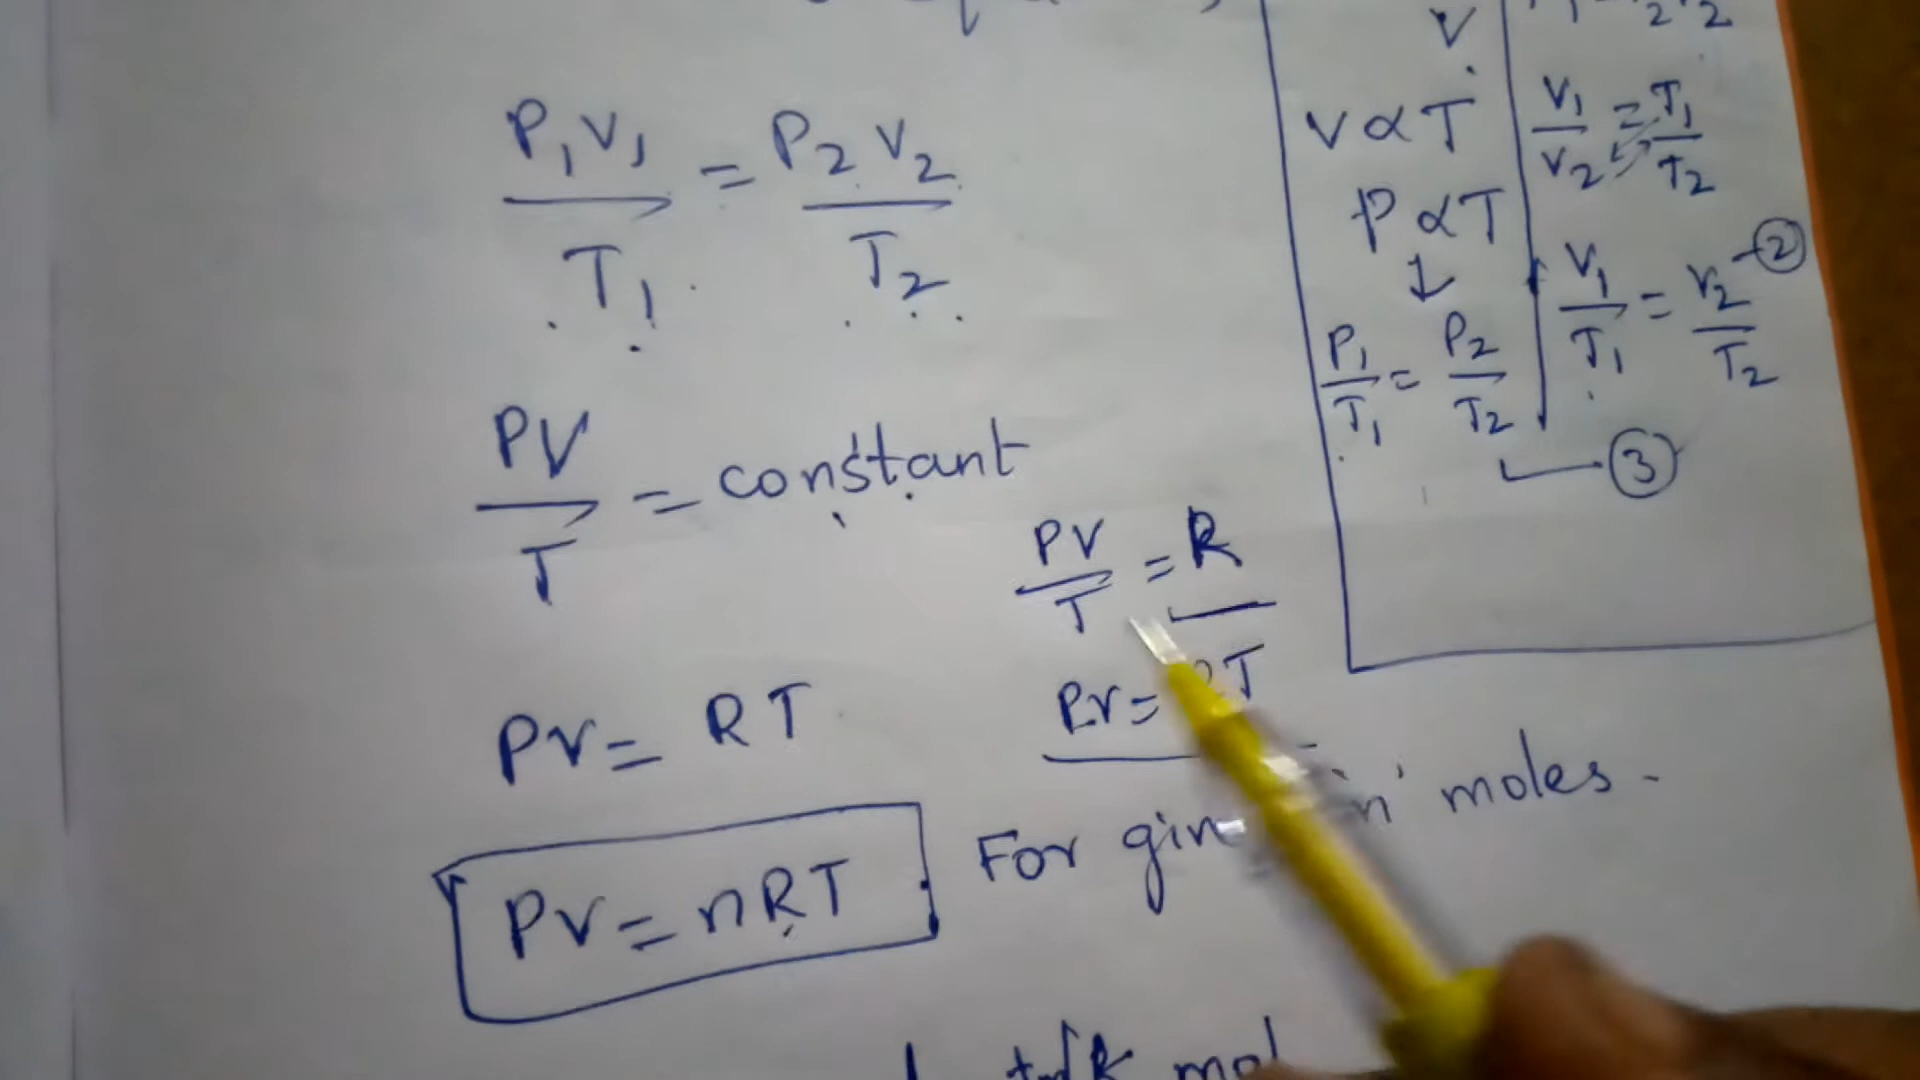 P₁V₁/T₁ = P₂V₂/T₂
PV/T = constant
PV/T = R
PV = RT
PV = RT
PV = nRT For 'n' moles.
mol
V
V ∝ T
P ∝ T
↓
P₁/T₁ = P₂/T₂
③
V₁/V₂ = T₁/T₂
V₁/T₁ = V₂/T₂ - ②